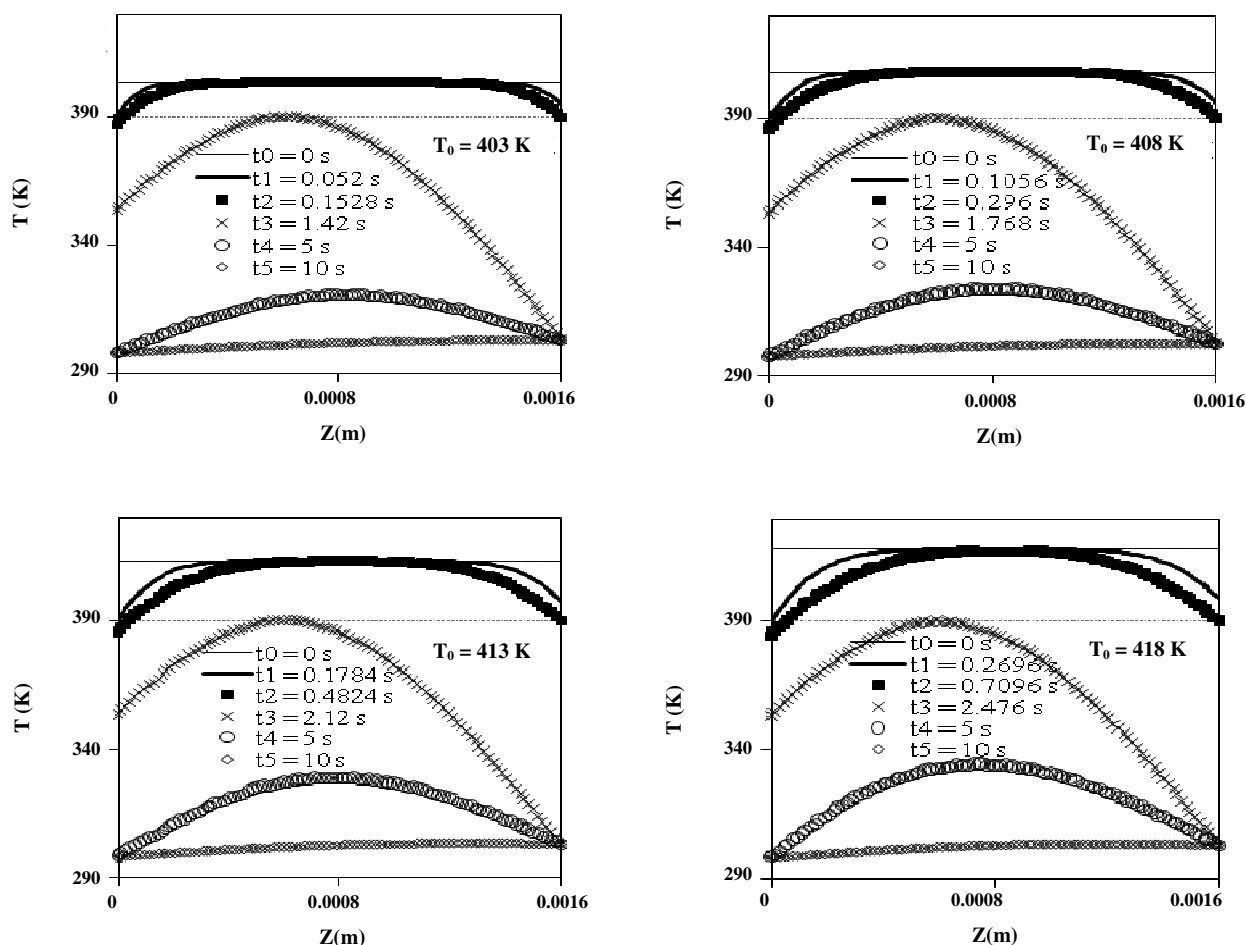 390
340
290
T (K)
T₀ = 403 K
t0 = 0 s
t1 = 0.052 s
t2 = 0.1528 s
t3 = 1.42 s
t4 = 5 s
t5 = 10 s
0
0.0008
0.0016
Z(m)
390
340
290
T (K)
T₀ = 408 K
t0 = 0 s
t1 = 0.1056 s
t2 = 0.296 s
t3 = 1.768 s
t4 = 5 s
t5 = 10 s
0
0.0008
0.0016
Z(m)
390
340
290
T (K)
T₀ = 413 K
t0 = 0 s
t1 = 0.1784 s
t2 = 0.4824 s
t3 = 2.12 s
t4 = 5 s
t5 = 10 s
0
0.0008
0.0016
Z(m)
390
340
290
T (K)
T₀ = 418 K
t0 = 0 s
t1 = 0.2696 s
t2 = 0.7096 s
t3 = 2.476 s
t4 = 5 s
t5 = 10 s
0
0.0008
0.0016
Z(m)